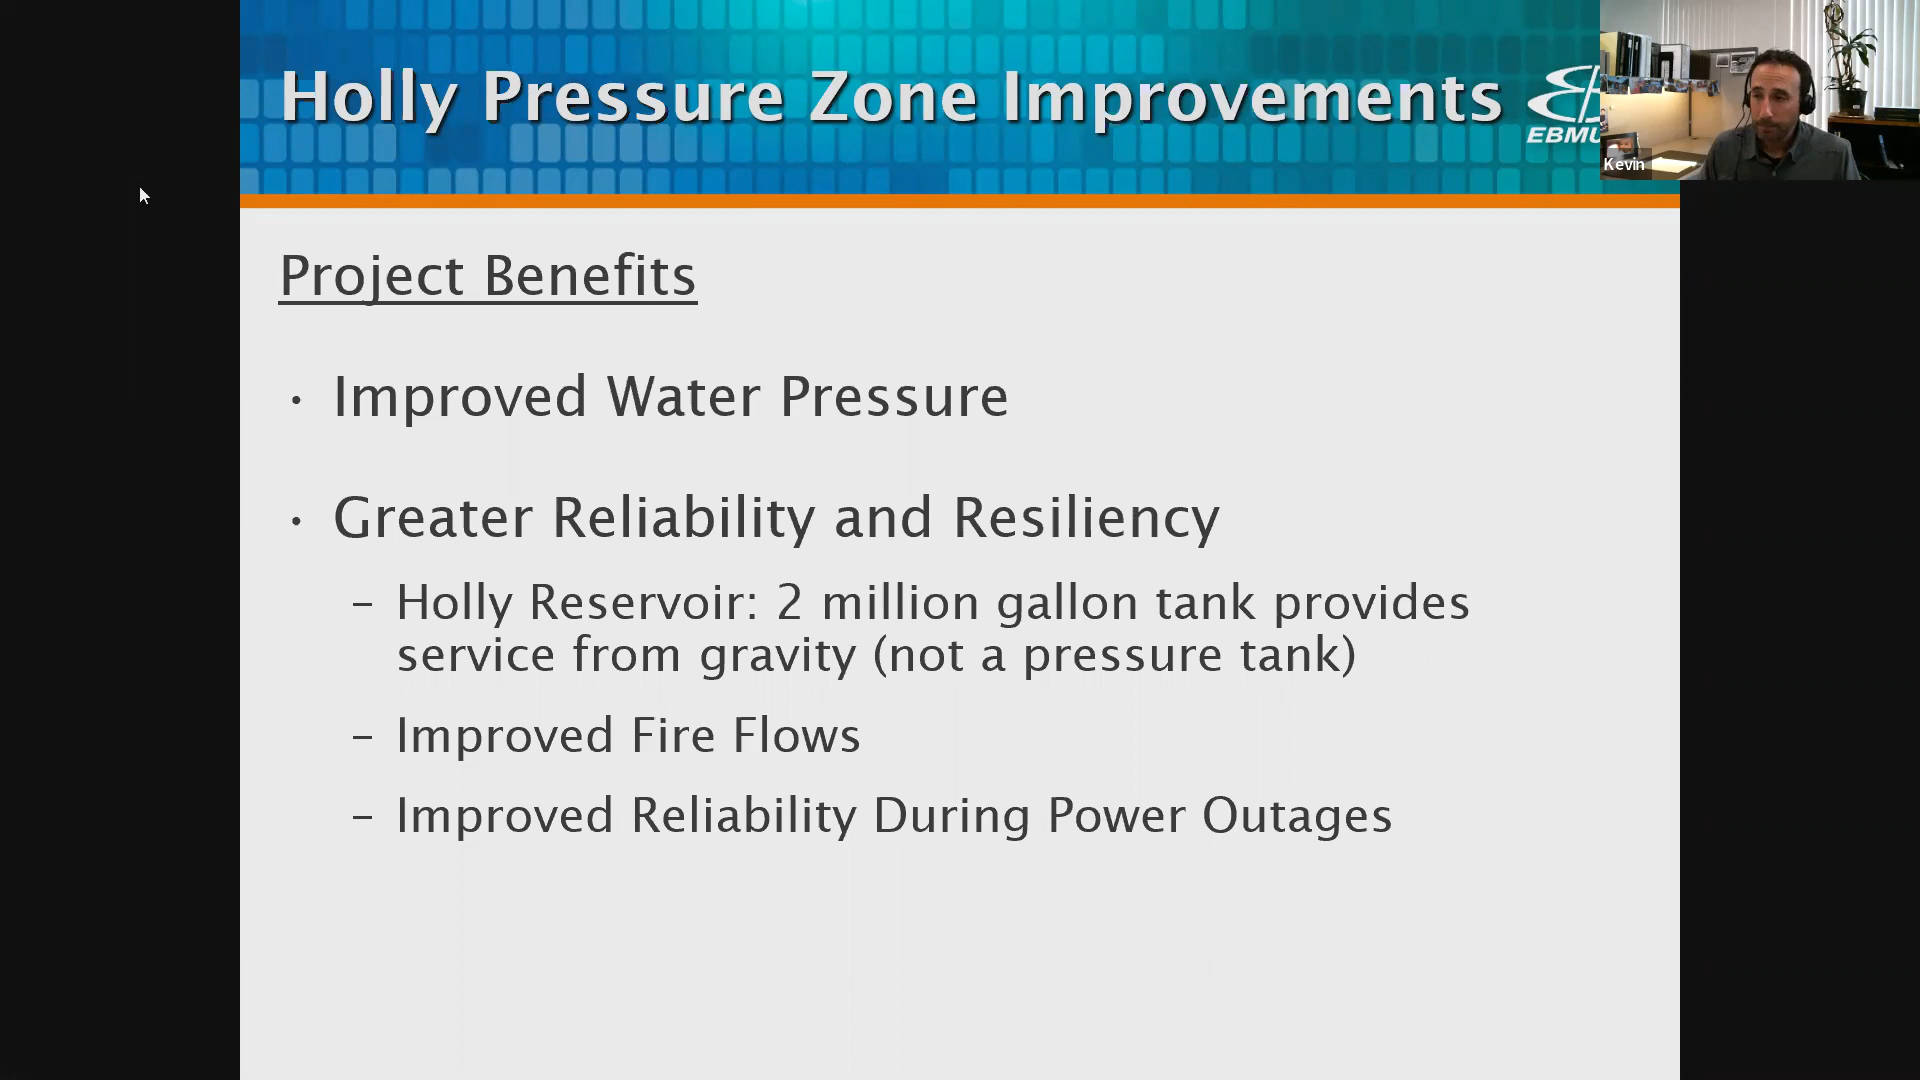 Holly Pressure Zone Improvements
EBMU
Kevin
Project Benefits
• Improved Water Pressure
• Greater Reliability and Resiliency
– Holly Reservoir: 2 million gallon tank provides
service from gravity (not a pressure tank)
– Improved Fire Flows
– Improved Reliability During Power Outages